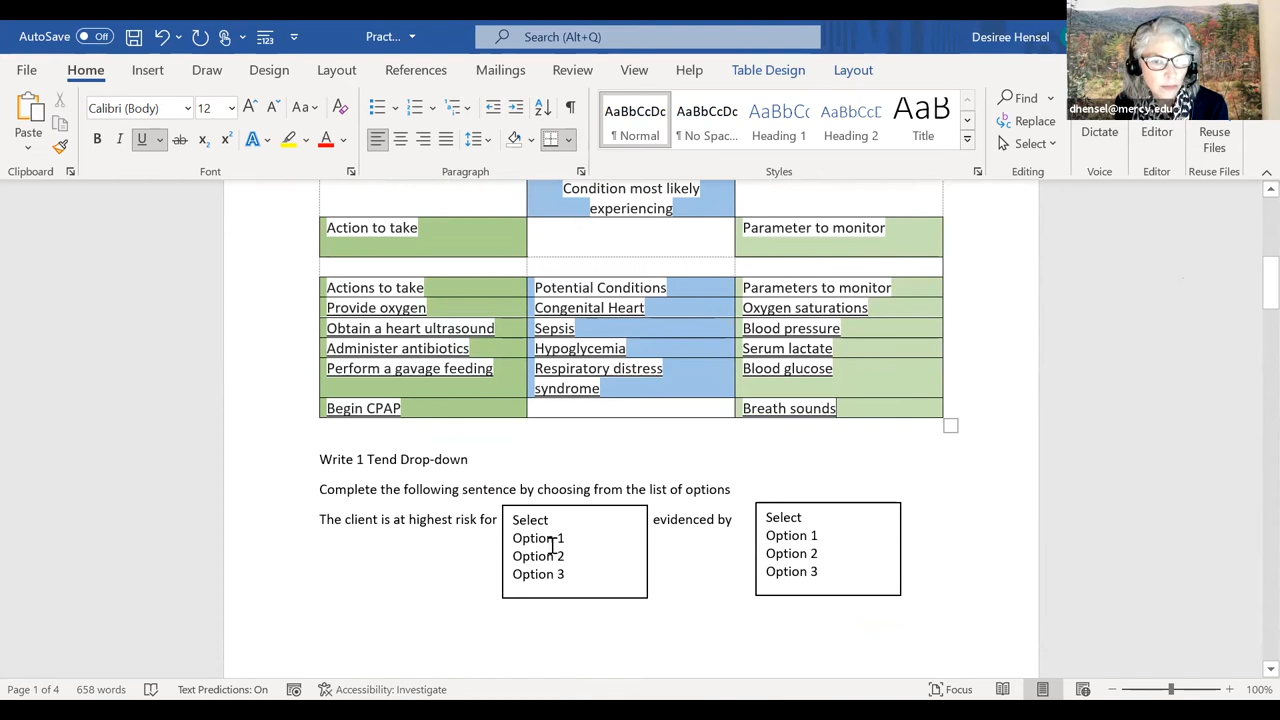 AutoSave Off Pract... Search (Alt+Q) Desiree Hensel
File Home Insert Draw Design Layout References Mailings Review View Help Table Design Layout
dhensel@mercy.edu
Paste
Calibri (Body) 12 Aa
B I U ab x₂ x² A A
AaBbCcDc AaBbCcDc AaBbCc AaBbCcD AaB
¶ Normal ¶ No Spac... Heading 1 Heading 2 Title
Find
Replace
Select
Dictate Editor Reuse
Files
Clipboard Font Paragraph Styles Editing Voice Editor Reuse Files
Condition most likely
experiencing
Action to take Parameter to monitor
Actions to take Potential Conditions Parameters to monitor
Provide oxygen Congenital Heart Oxygen saturations
Obtain a heart ultrasound Sepsis Blood pressure
Administer antibiotics Hypoglycemia Serum lactate
Perform a gavage feeding Respiratory distress Blood glucose
syndrome
Begin CPAP Breath sounds
Write 1 Tend Drop-down
Complete the following sentence by choosing from the list of options
The client is at highest risk for
Select
Option 1
Option 2
Option 3
evidenced by
Select
Option 1
Option 2
Option 3
Page 1 of 4 658 words Text Predictions: On Accessibility: Investigate Focus 100%